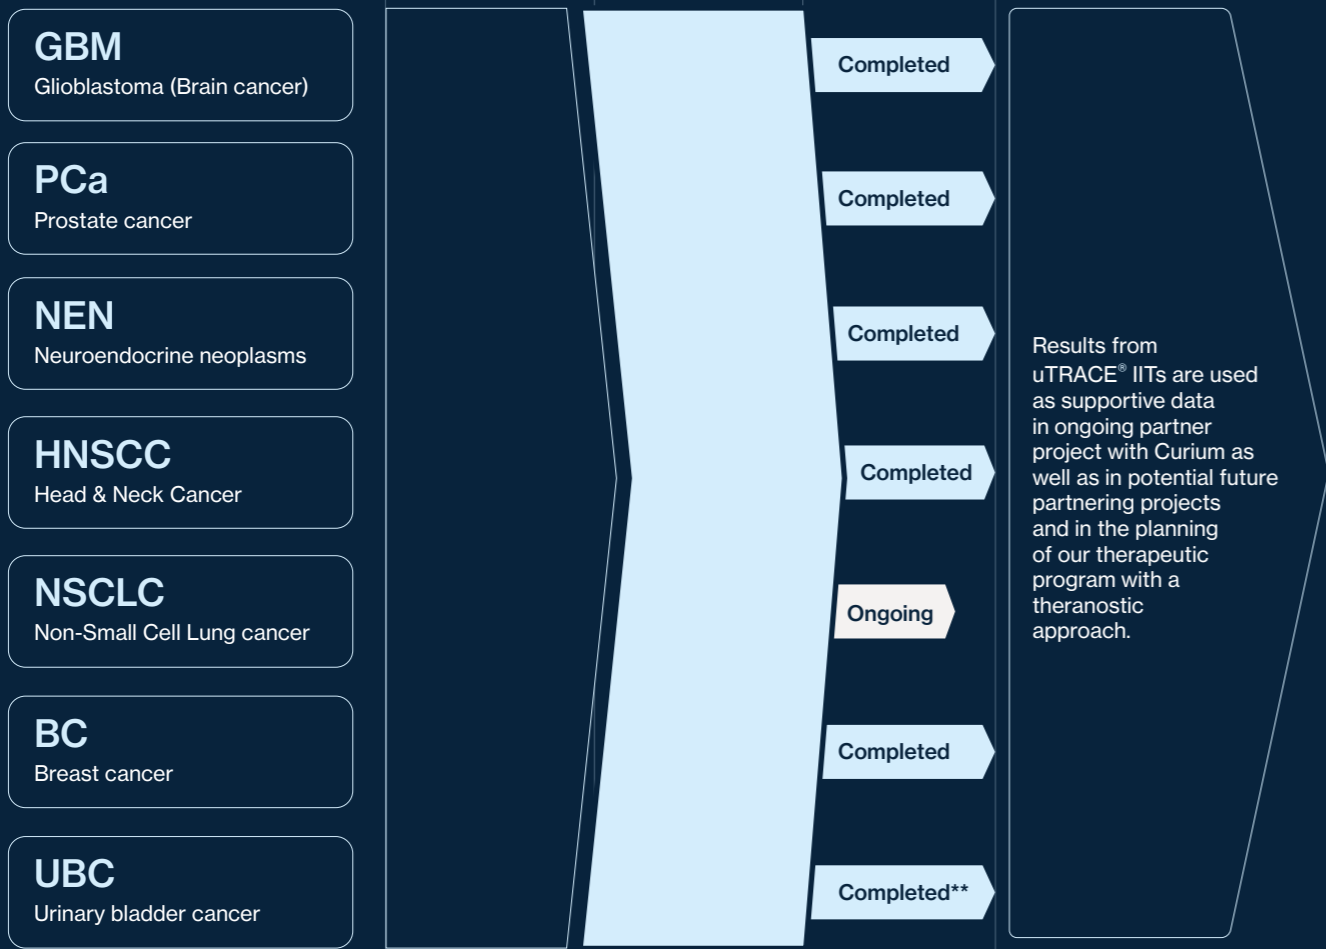 GBM
Glioblastoma (Brain cancer)
Completed
PCa
Prostate cancer
Completed
NEN
Neuroendocrine neoplasms
Completed
HNSCC
Head & Neck Cancer
Completed
NSCLC
Non-Small Cell Lung cancer
Ongoing
BC
Breast cancer
Completed
UBC
Urinary bladder cancer
Completed**
Results from
uTRACE® IITs are used
as supportive data
in ongoing partner
project with Curium as
well as in potential future
partnering projects
and in the planning
of our therapeutic
program with a
theranostic
approach.